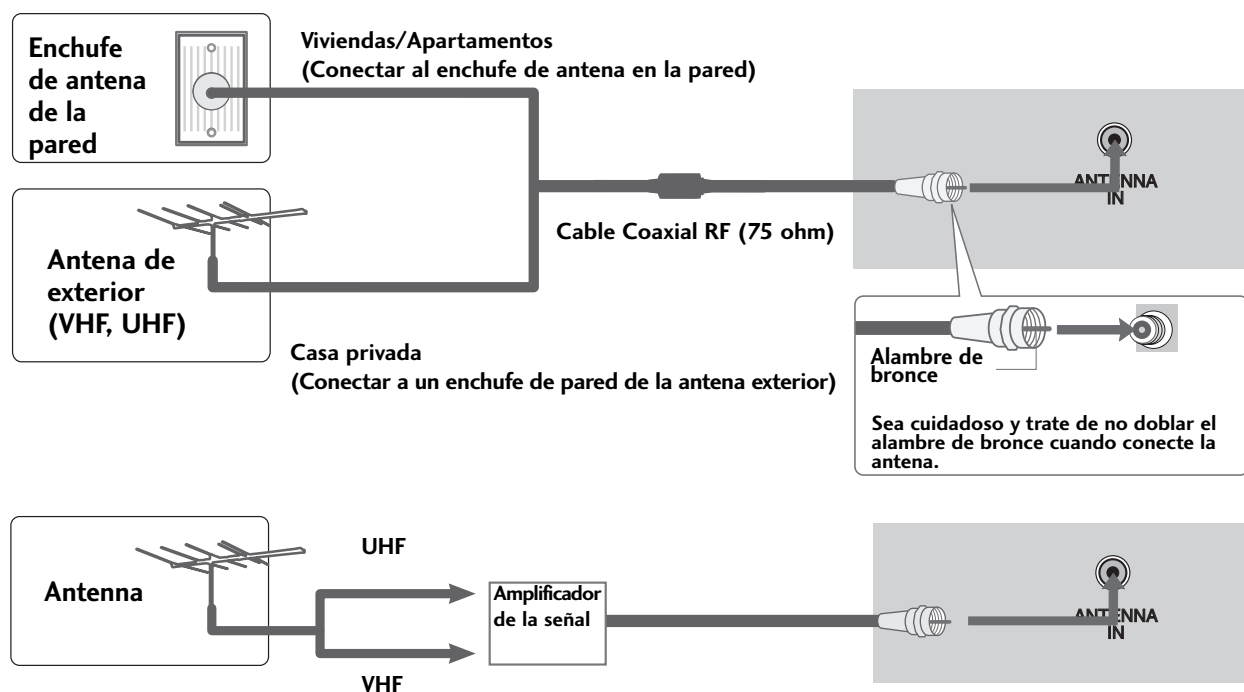 Enchufe
de antena
de la
pared
Viviendas/Apartamentos
(Conectar al enchufe de antena en la pared)
ANTENNA
IN
Cable Coaxial RF (75 ohm)
Antena de
exterior
(VHF, UHF)
Casa privada
(Conectar a un enchufe de pared de la antena exterior)
Alambre de
bronce
Sea cuidadoso y trate de no doblar el
alambre de bronce cuando conecte la
antena.
Antenna
UHF
VHF
Amplificador
de la señal
ANTENNA
IN